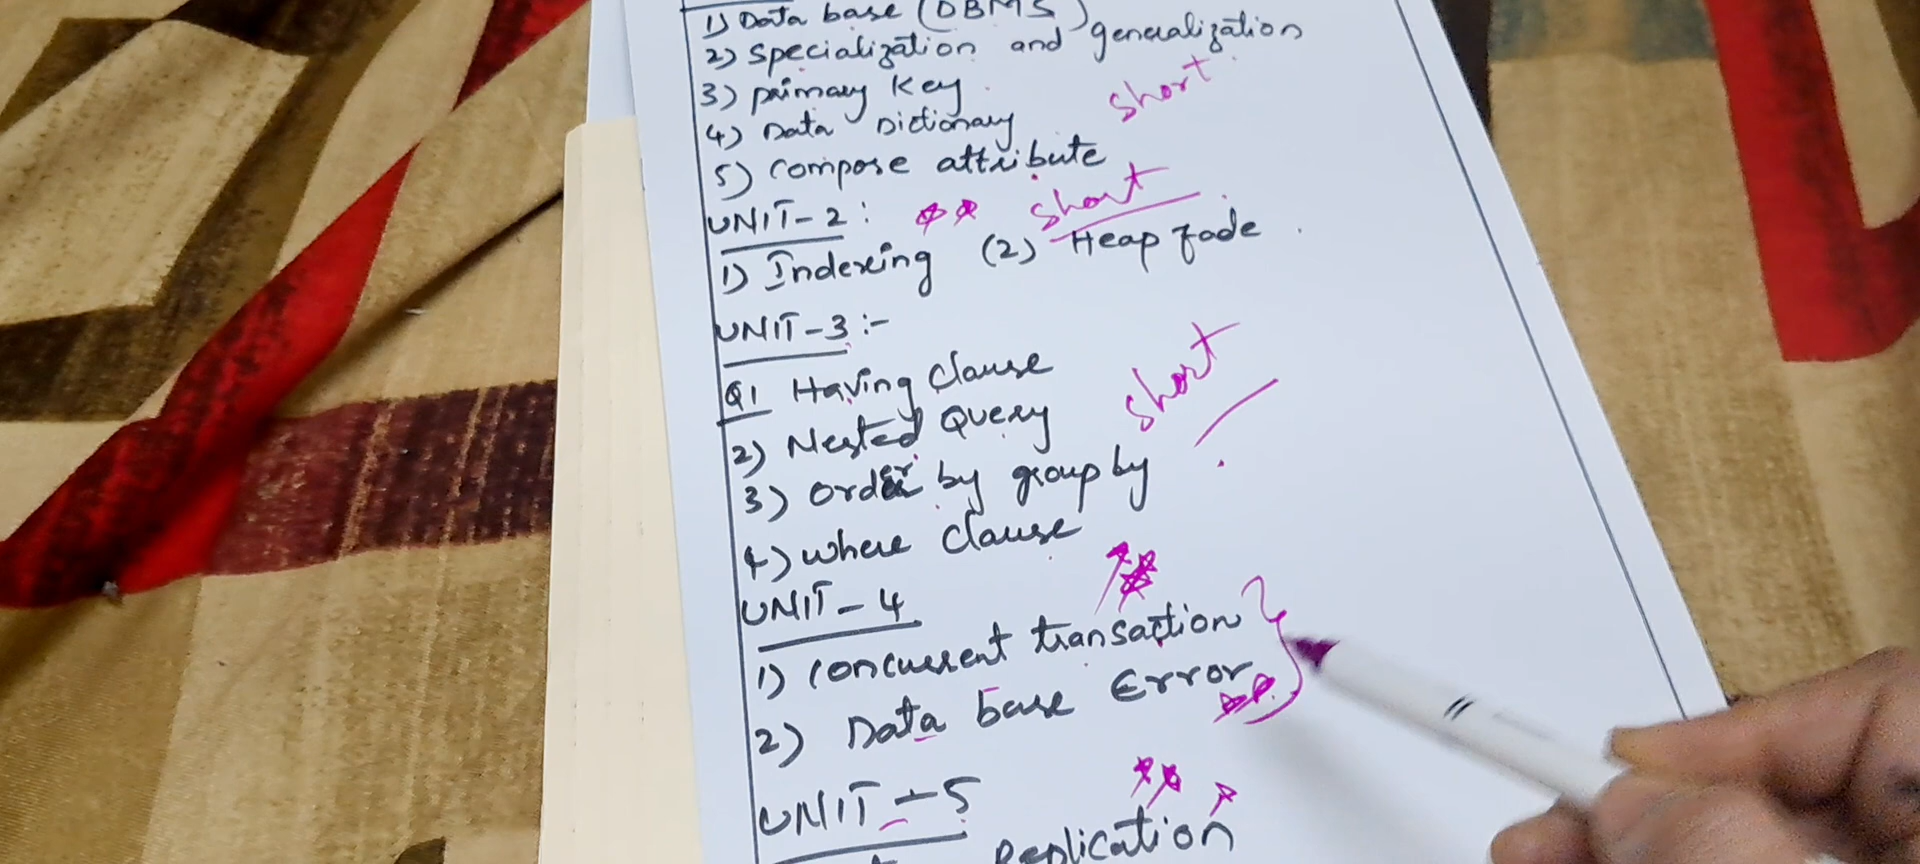 1) Data base (DBMS)
2) specialization and generalization
3) primary key
short
4) Data Dictionary
5) compose attribute
UNIT-2: short
1) Indexing (2) Heap fade
UNIT-3:-
Q1 Having Clause
short
2) Nested Query
3) Order by group by
4) where clause
UNIT-4
1) concurrent transaction
2) Data base Error
UNIT-5
Replication